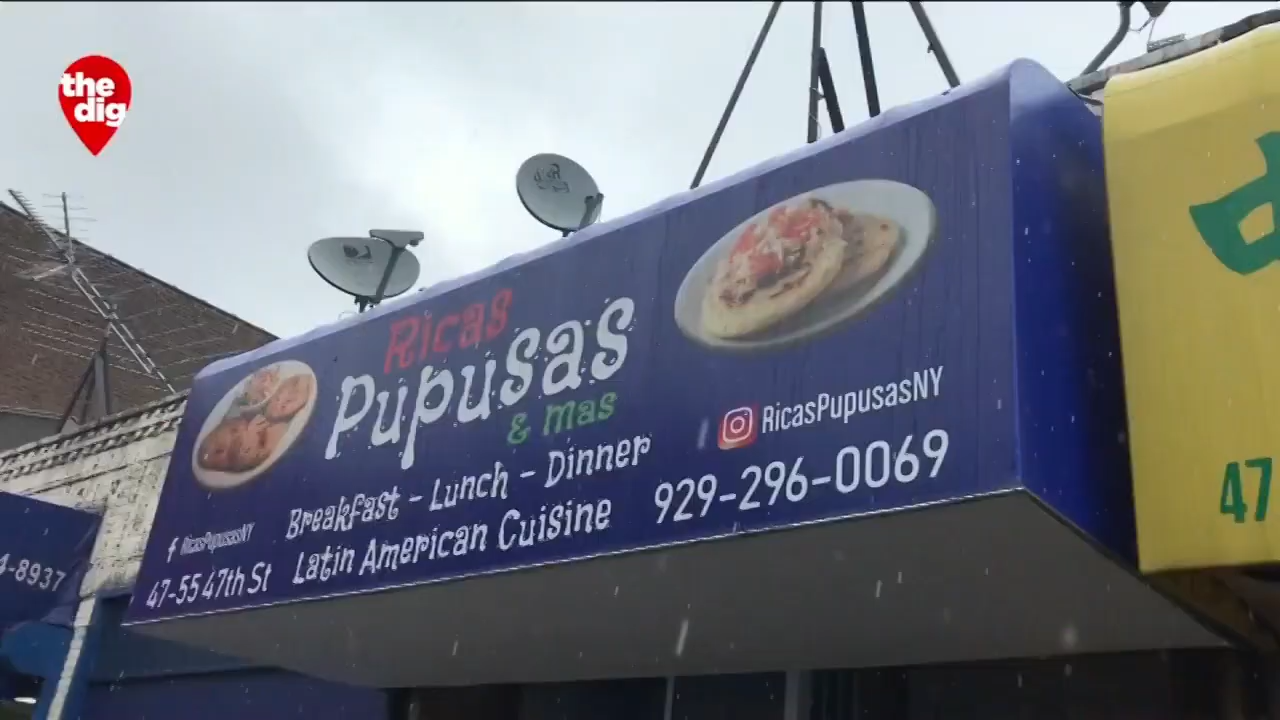 the
dig
Ricas
Pupusas
& mas
Breakfast - Lunch - Dinner
Latin American Cuisine
RicasPupusasNY
929-296-0069
f RicasPupusasNY
47-55 47th St
4-8937
47